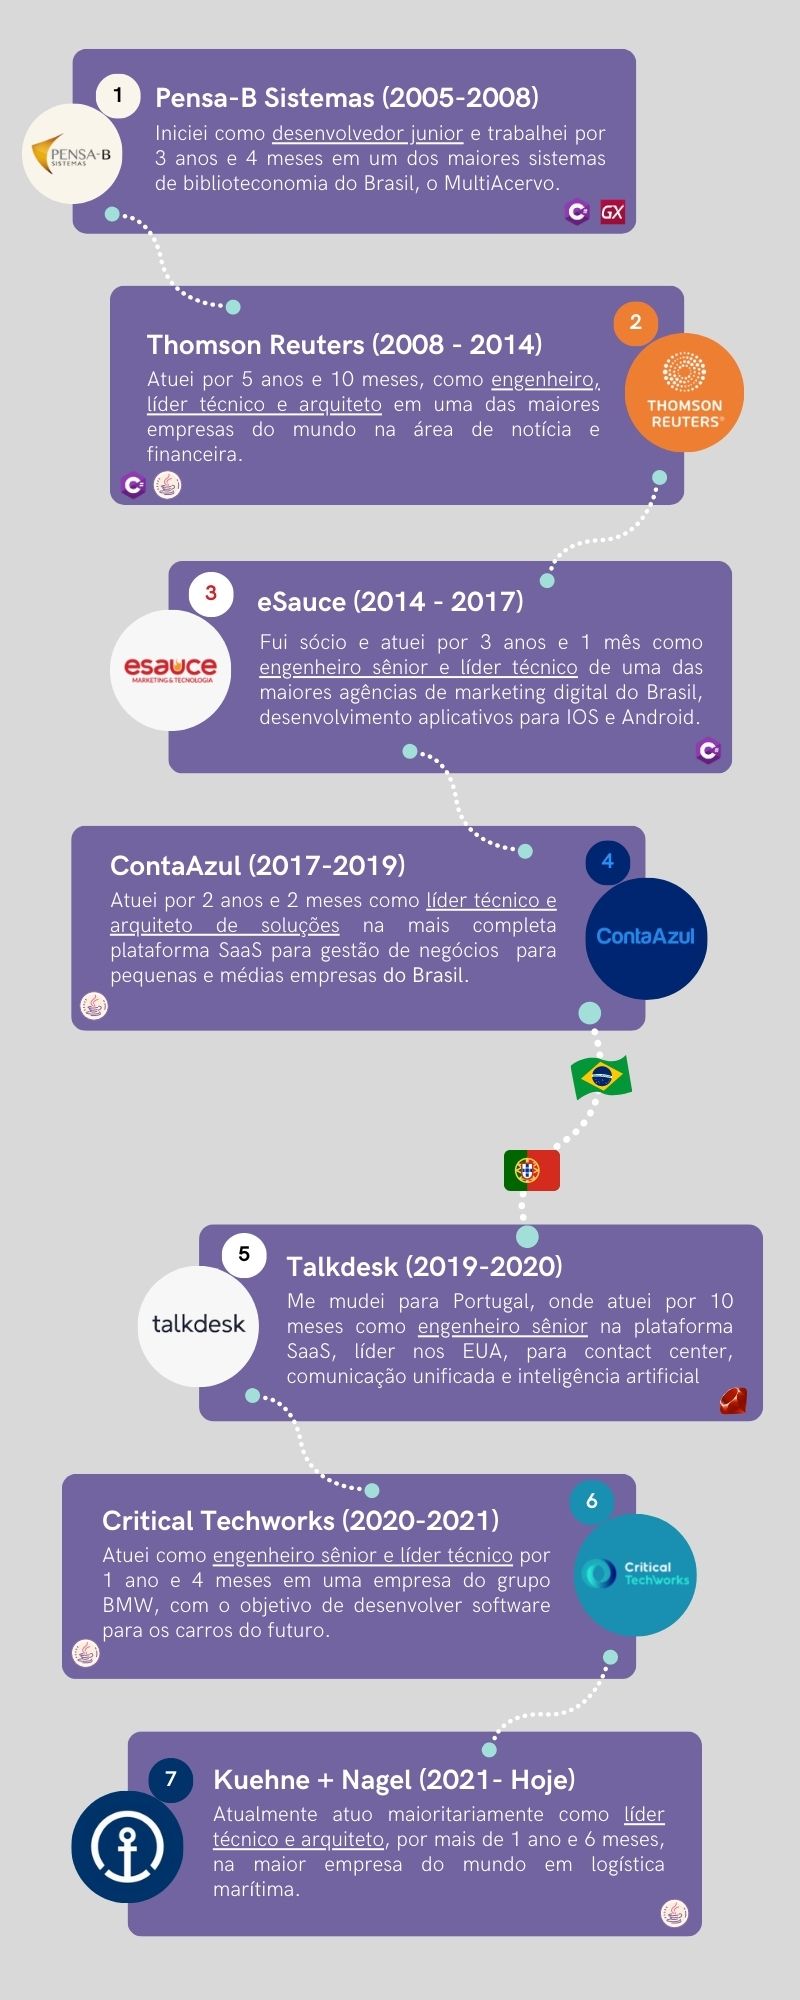 1
Pensa-B Sistemas (2005-2008)
PENSA-B
SISTEMAS
Iniciei como desenvolvedor junior e trabalhei por
3 anos e 4 meses em um dos maiores sistemas
de biblioteconomia do Brasil, o MultiAcervo.
C# GX
2
Thomson Reuters (2008 - 2014)
Atuei por 5 anos e 10 meses, como engenheiro,
líder técnico e arquiteto em uma das maiores
empresas do mundo na área de notícia e
financeira.
THOMSON
REUTERS®
C#
3
eSauce (2014 - 2017)
esauce
MARKETING & TECNOLOGIA
Fui sócio e atuei por 3 anos e 1 mês como
engenheiro sênior e líder técnico de uma das
maiores agências de marketing digital do Brasil,
desenvolvimento aplicativos para IOS e Android.
C#
4
ContaAzul (2017-2019)
Atuei por 2 anos e 2 meses como líder técnico e
arquiteto de soluções na mais completa
plataforma SaaS para gestão de negócios para
pequenas e médias empresas do Brasil.
ContaAzul
5
Talkdesk (2019-2020)
talkdesk
Me mudei para Portugal, onde atuei por 10
meses como engenheiro sênior na plataforma
SaaS, líder nos EUA, para contact center,
comunicação unificada e inteligência artificial
6
Critical Techworks (2020-2021)
Atuei como engenheiro sênior e líder técnico por
1 ano e 4 meses em uma empresa do grupo
BMW, com o objetivo de desenvolver software
para os carros do futuro.
Critical
TechWorks
7
Kuehne + Nagel (2021- Hoje)
Atualmente atuo maioritariamente como líder
técnico e arquiteto, por mais de 1 ano e 6 meses,
na maior empresa do mundo em logística
marítima.